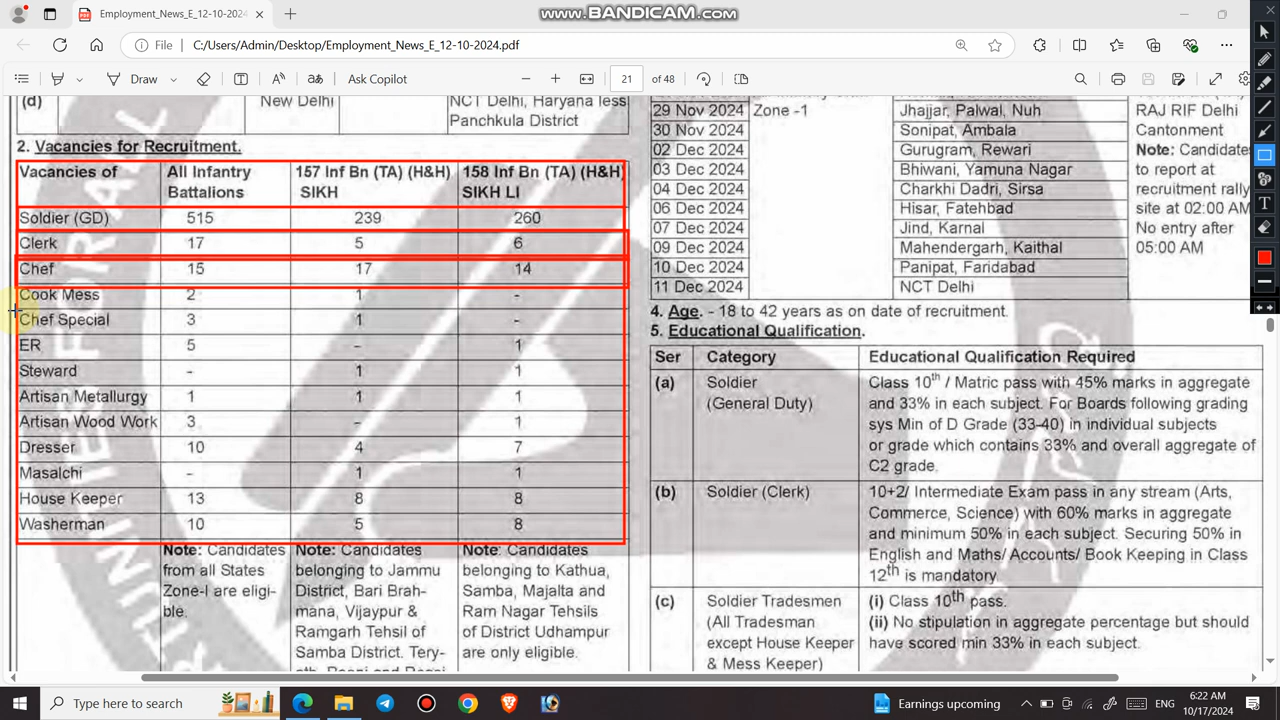 Employment_News_E_12-10-2024.p
www.BANDICAM.com
File C:/Users/Admin/Desktop/Employment_News_E_12-10-2024.pdf
Draw Ask Copilot 21 of 48
(d) New Delhi NCT Delhi, Haryana less
Panchkula District
2. Vacancies for Recruitment.
Vacancies of All Infantry Battalions 157 Inf Bn (TA) (H&H) SIKH 158 Inf Bn (TA) (H&H) SIKH LI
Soldier (GD) 515 239 260
Clerk 17 5 6
Chef 15 17 14
Cook Mess 2 1 -
Chef Special 3 1 -
ER 5 - 1
Steward - 1 1
Artisan Metallurgy 1 1 1
Artisan Wood Work 3 - 1
Dresser 10 4 7
Masalchi - 1 1
House Keeper 13 8 8
Washerman 10 5 8
Note: Candidates
from all States
Zone-I are eligi-
ble.
Note: Candidates
belonging to Jammu
District, Bari Brah-
mana, Vijaypur &
Ramgarh Tehsil of
Samba District. Tery-
Note: Candidates
belonging to Kathua,
Samba, Majalta and
Ram Nagar Tehsils
of District Udhampur
are only eligible.
29 Nov 2024 Zone -1 Jhajjar, Palwal, Nuh
30 Nov 2024 Sonipat, Ambala
02 Dec 2024 Gurugram, Rewari
03 Dec 2024 Bhiwani, Yamuna Nagar
04 Dec 2024 Charkhi Dadri, Sirsa
06 Dec 2024 Hisar, Fatehbad
07 Dec 2024 Jind, Karnal
09 Dec 2024 Mahendergarh, Kaithal
10 Dec 2024 Panipat, Faridabad
11 Dec 2024 NCT Delhi
RAJ RIF Delhi
Cantonment
Note: Candidates
to report at
recruitment rally
site at 02:00 AM
No entry after
05:00 AM
4. Age. - 18 to 42 years as on date of recruitment.
5. Educational Qualification.
Ser Category Educational Qualification Required
(a) Soldier
(General Duty)
Class 10th / Matric pass with 45% marks in aggregate
and 33% in each subject. For Boards following grading
sys Min of D Grade (33-40) in individual subjects
or grade which contains 33% and overall aggregate of
C2 grade.
(b) Soldier (Clerk)
10+2/ Intermediate Exam pass in any stream (Arts,
Commerce, Science) with 60% marks in aggregate
and minimum 50% in each subject. Securing 50% in
English and Maths/ Accounts/ Book Keeping in Class
12th is mandatory.
(c) Soldier Tradesmen
(All Tradesman
except House Keeper
& Mess Keeper)
(i) Class 10th pass.
(ii) No stipulation in aggregate percentage but should
have scored min 33% in each subject.
Type here to search
Earnings upcoming
ENG
6:22 AM
10/17/2024